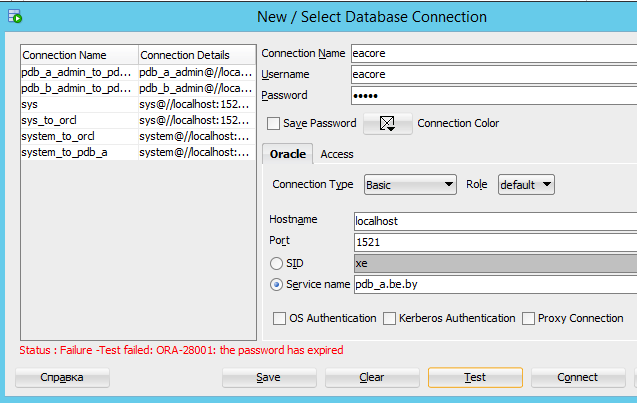 New / Select Database Connection
Connection Name Connection Details
pdb_a_admin_to_pd... pdb_a_admin@//loca...
pdb_b_admin_to_pd... pdb_b_admin@//loca...
sys sys@//localhost:152...
sys_to_orcl sys@//localhost:152...
system_to_orcl system@//localhost:...
system_to_pdb_a system@//localhost:...
Connection Name eacore
Username eacore
Password •••••
Save Password Connection Color
Oracle Access
Connection Type Basic Role default
Hostname localhost
Port 1521
SID xe
Service name pdb_a.be.by
OS Authentication Kerberos Authentication Proxy Connection
Status : Failure -Test failed: ORA-28001: the password has expired
Справка Save Clear Test Connect